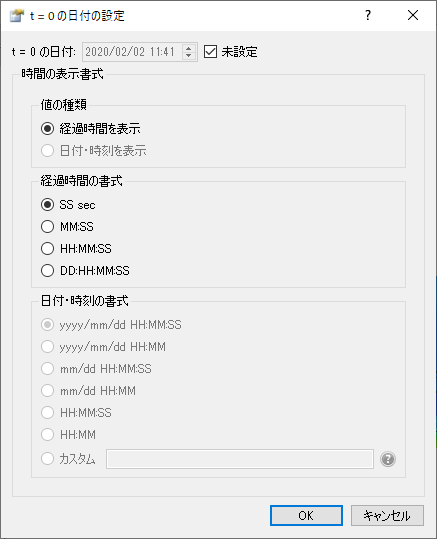 t = 0 の日付の設定
?
t = 0 の日付: 2020/02/02 11:41 未設定
時間の表示書式
値の種類
経過時間を表示
日付・時刻を表示
経過時間の書式
SS sec
MM:SS
HH:MM:SS
DD:HH:MM:SS
日付・時刻の書式
yyyy/mm/dd HH:MM:SS
yyyy/mm/dd HH:MM
mm/dd HH:MM:SS
mm/dd HH:MM
HH:MM:SS
HH:MM
カスタム ?
OK キャンセル